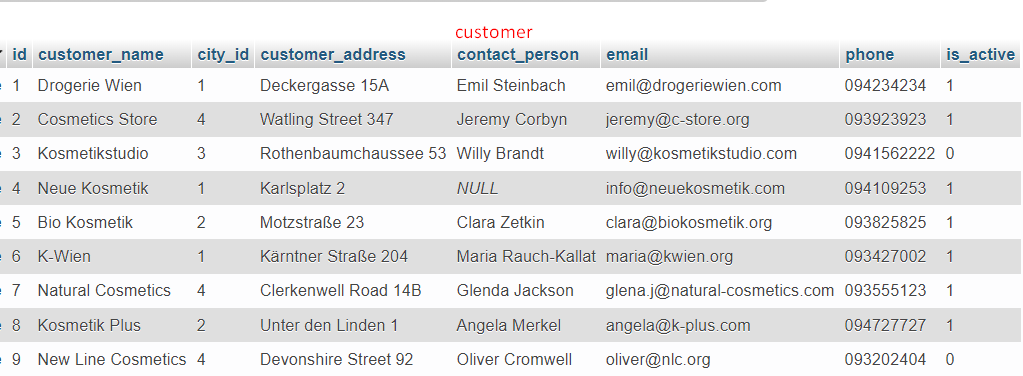 customer
id customer_name city_id customer_address contact_person email phone is_active
1 Drogerie Wien 1 Deckergasse 15A Emil Steinbach emil@drogeriewien.com 094234234 1
2 Cosmetics Store 4 Watling Street 347 Jeremy Corbyn jeremy@c-store.org 093923923 1
3 Kosmetikstudio 3 Rothenbaumchaussee 53 Willy Brandt willy@kosmetikstudio.com 0941562222 0
4 Neue Kosmetik 1 Karlsplatz 2 NULL info@neuekosmetik.com 094109253 1
5 Bio Kosmetik 2 Motzstraße 23 Clara Zetkin clara@biokosmetik.org 093825825 1
6 K-Wien 1 Kärntner Straße 204 Maria Rauch-Kallat maria@kwien.org 093427002 1
7 Natural Cosmetics 4 Clerkenwell Road 14B Glenda Jackson glena.j@natural-cosmetics.com 093555123 1
8 Kosmetik Plus 2 Unter den Linden 1 Angela Merkel angela@k-plus.com 094727727 1
9 New Line Cosmetics 4 Devonshire Street 92 Oliver Cromwell oliver@nlc.org 093202404 0